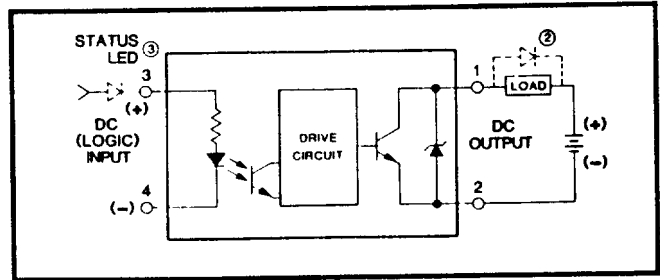 STATUS
LED ③
3
(+)
DC
(LOGIC)
INPUT
4
(-)
DRIVE
CIRCUIT
1
②
LOAD
DC
OUTPUT
(+)
(-)
2